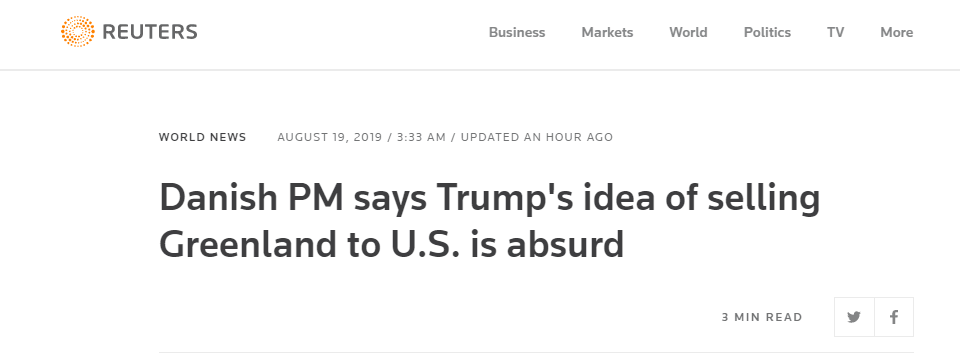 REUTERS
Business Markets World Politics TV More
WORLD NEWS AUGUST 19, 2019 / 3:33 AM / UPDATED AN HOUR AGO
Danish PM says Trump's idea of selling
Greenland to U.S. is absurd
3 MIN READ